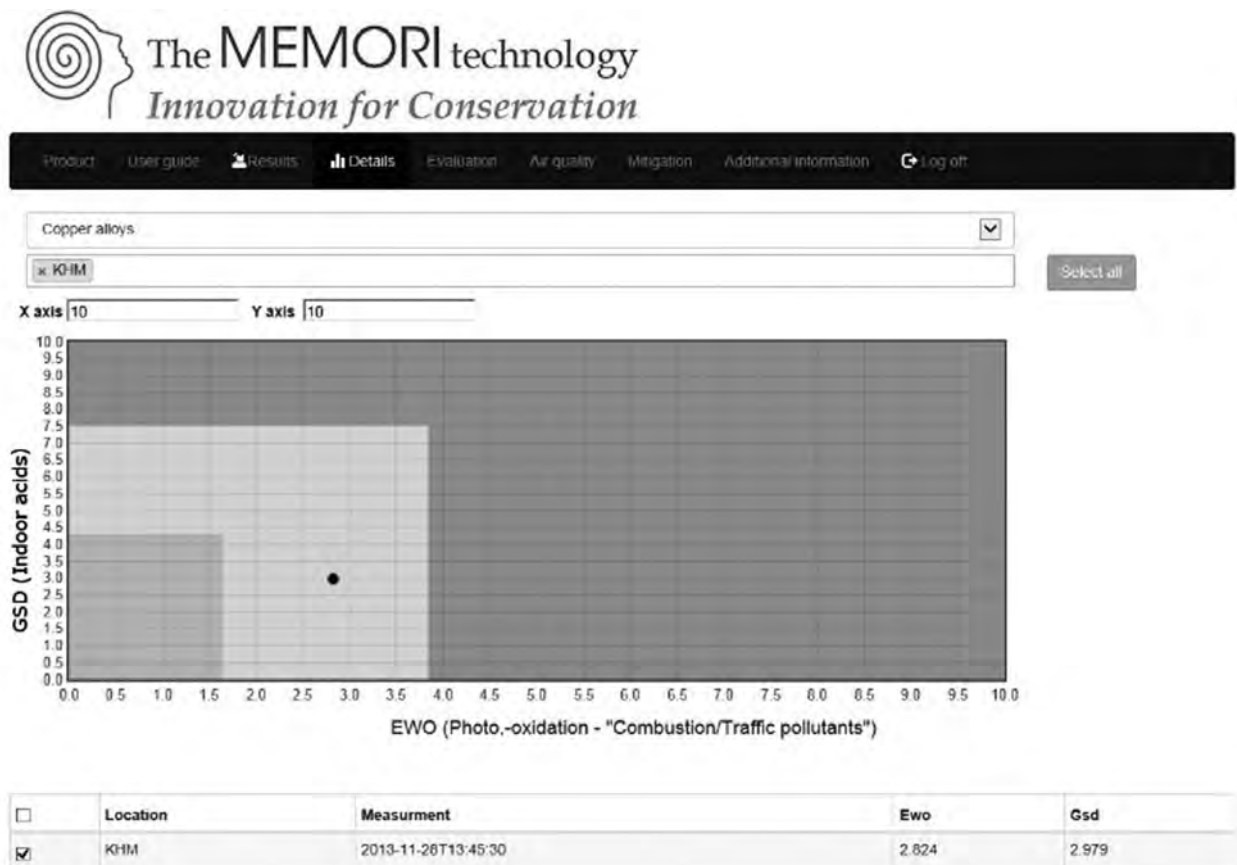 The MEMORI technology
Innovation for Conservation
Product User guide Results Details Evaluation Air quality Mitigation Additional information Log off
Copper alloys
× KHM
Select all
X axis 10 Y axis 10
10.0
9.5
9.0
8.5
8.0
7.5
7.0
6.5
6.0
5.5
5.0
4.5
4.0
3.5
3.0
2.5
2.0
1.5
1.0
0.5
0.0
GSD (Indoor acids)
0.0 0.5 1.0 1.5 2.0 2.5 3.0 3.5 4.0 4.5 5.0 5.5 6.0 6.5 7.0 7.5 8.0 8.5 9.0 9.5 10.0
EWO (Photo.-oxidation - "Combustion/Traffic pollutants")
Location Measurment Ewo Gsd
KHM 2013-11-26T13:45:30 2.824 2.979